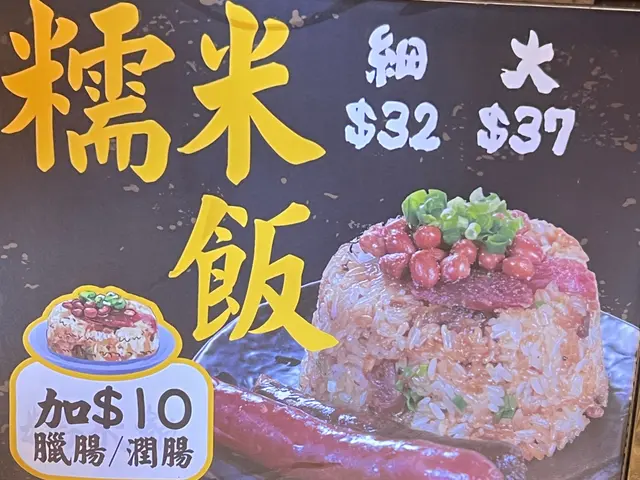 糯米飯
細 大
$32 $37
加$10
臘腸/潤腸